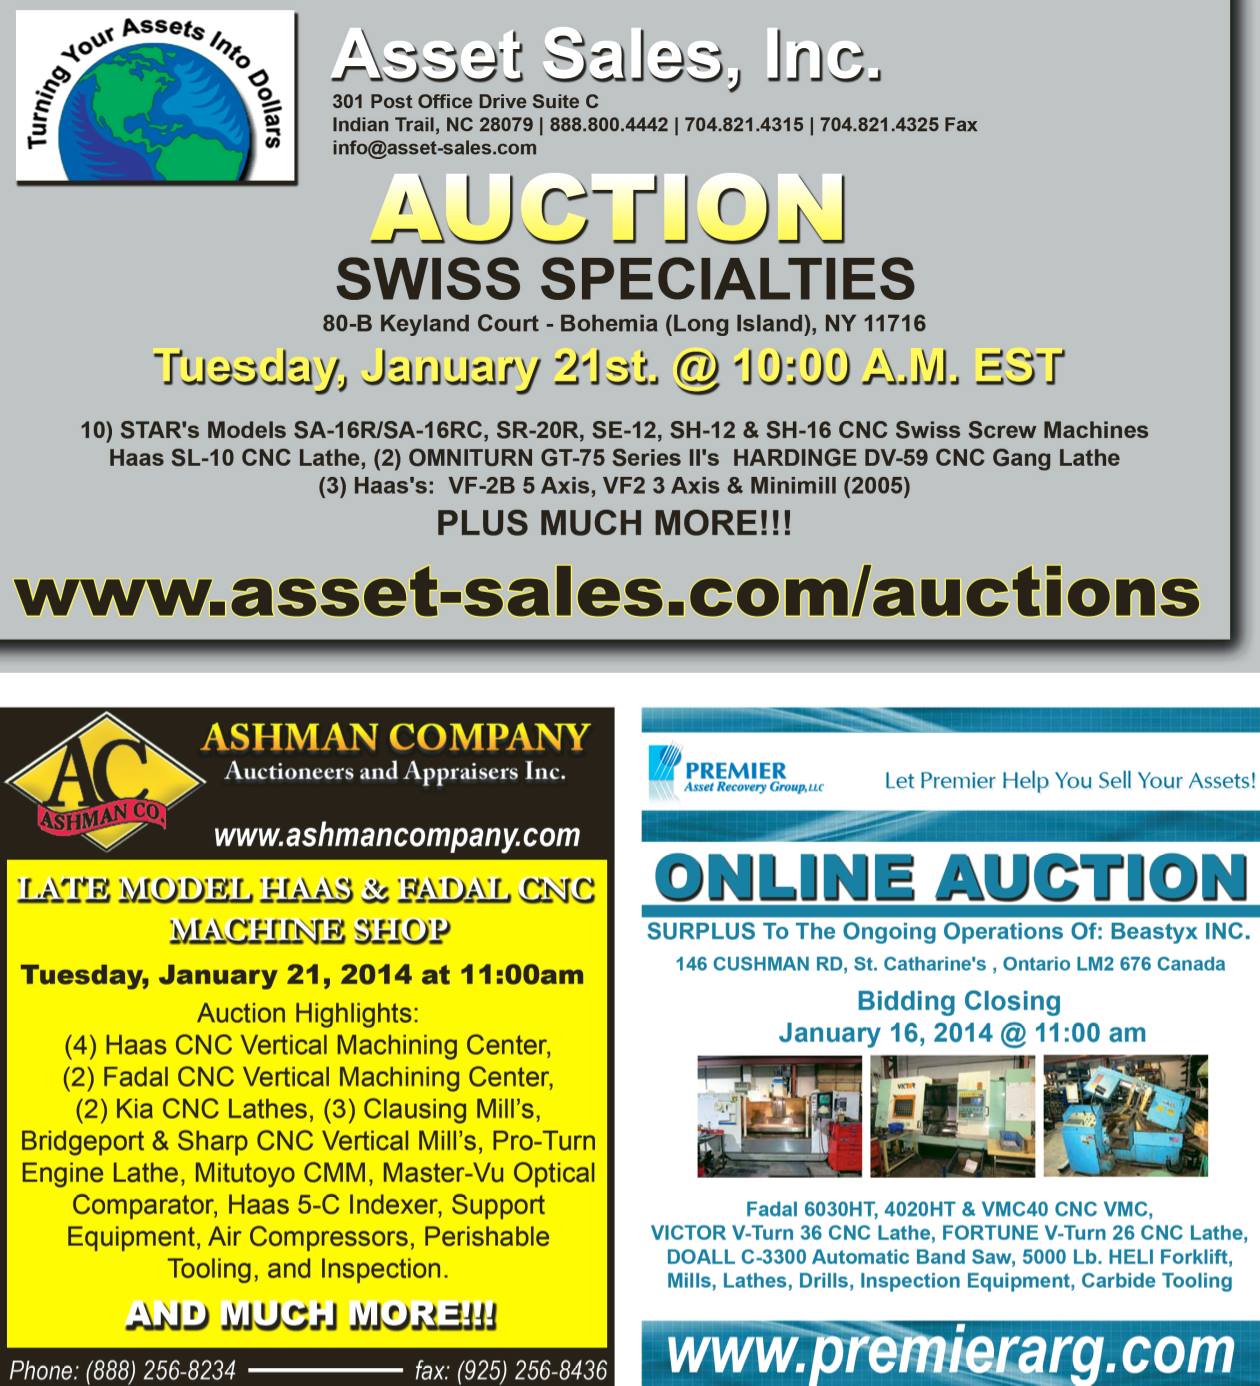 Turning Your Assets Into Dollars
Asset Sales, Inc.
301 Post Office Drive Suite C
Indian Trail, NC 28079 | 888.800.4442 | 704.821.4315 | 704.821.4325 Fax
info@asset-sales.com
AUCTION
SWISS SPECIALTIES
80-B Keyland Court - Bohemia (Long Island), NY 11716
Tuesday, January 21st. @ 10:00 A.M. EST
10) STAR's Models SA-16R/SA-16RC, SR-20R, SE-12, SH-12 & SH-16 CNC Swiss Screw Machines
Haas SL-10 CNC Lathe, (2) OMNITURN GT-75 Series II's HARDINGE DV-59 CNC Gang Lathe
(3) Haas's: VF-2B 5 Axis, VF2 3 Axis & Minimill (2005)
PLUS MUCH MORE!!!
www.asset-sales.com/auctions
AC
ASHMAN CO.
ASHMAN COMPANY
Auctioneers and Appraisers Inc.
www.ashmancompany.com
LATE MODEL HAAS & FADAL CNC
MACHINE SHOP
Tuesday, January 21, 2014 at 11:00am
Auction Highlights:
(4) Haas CNC Vertical Machining Center,
(2) Fadal CNC Vertical Machining Center,
(2) Kia CNC Lathes, (3) Clausing Mill's,
Bridgeport & Sharp CNC Vertical Mill's, Pro-Turn
Engine Lathe, Mitutoyo CMM, Master-Vu Optical
Comparator, Haas 5-C Indexer, Support
Equipment, Air Compressors, Perishable
Tooling, and Inspection.
AND MUCH MORE!!!
Phone: (888) 256-8234 fax: (925) 256-8436
PREMIER
Asset Recovery Group, LLC
Let Premier Help You Sell Your Assets!
ONLINE AUCTION
SURPLUS To The Ongoing Operations Of: Beastyx INC.
146 CUSHMAN RD, St. Catharine's , Ontario LM2 676 Canada
Bidding Closing
January 16, 2014 @ 11:00 am
VICTOR
Fadal 6030HT, 4020HT & VMC40 CNC VMC,
VICTOR V-Turn 36 CNC Lathe, FORTUNE V-Turn 26 CNC Lathe,
DOALL C-3300 Automatic Band Saw, 5000 Lb. HELI Forklift,
Mills, Lathes, Drills, Inspection Equipment, Carbide Tooling
www.premierarg.com